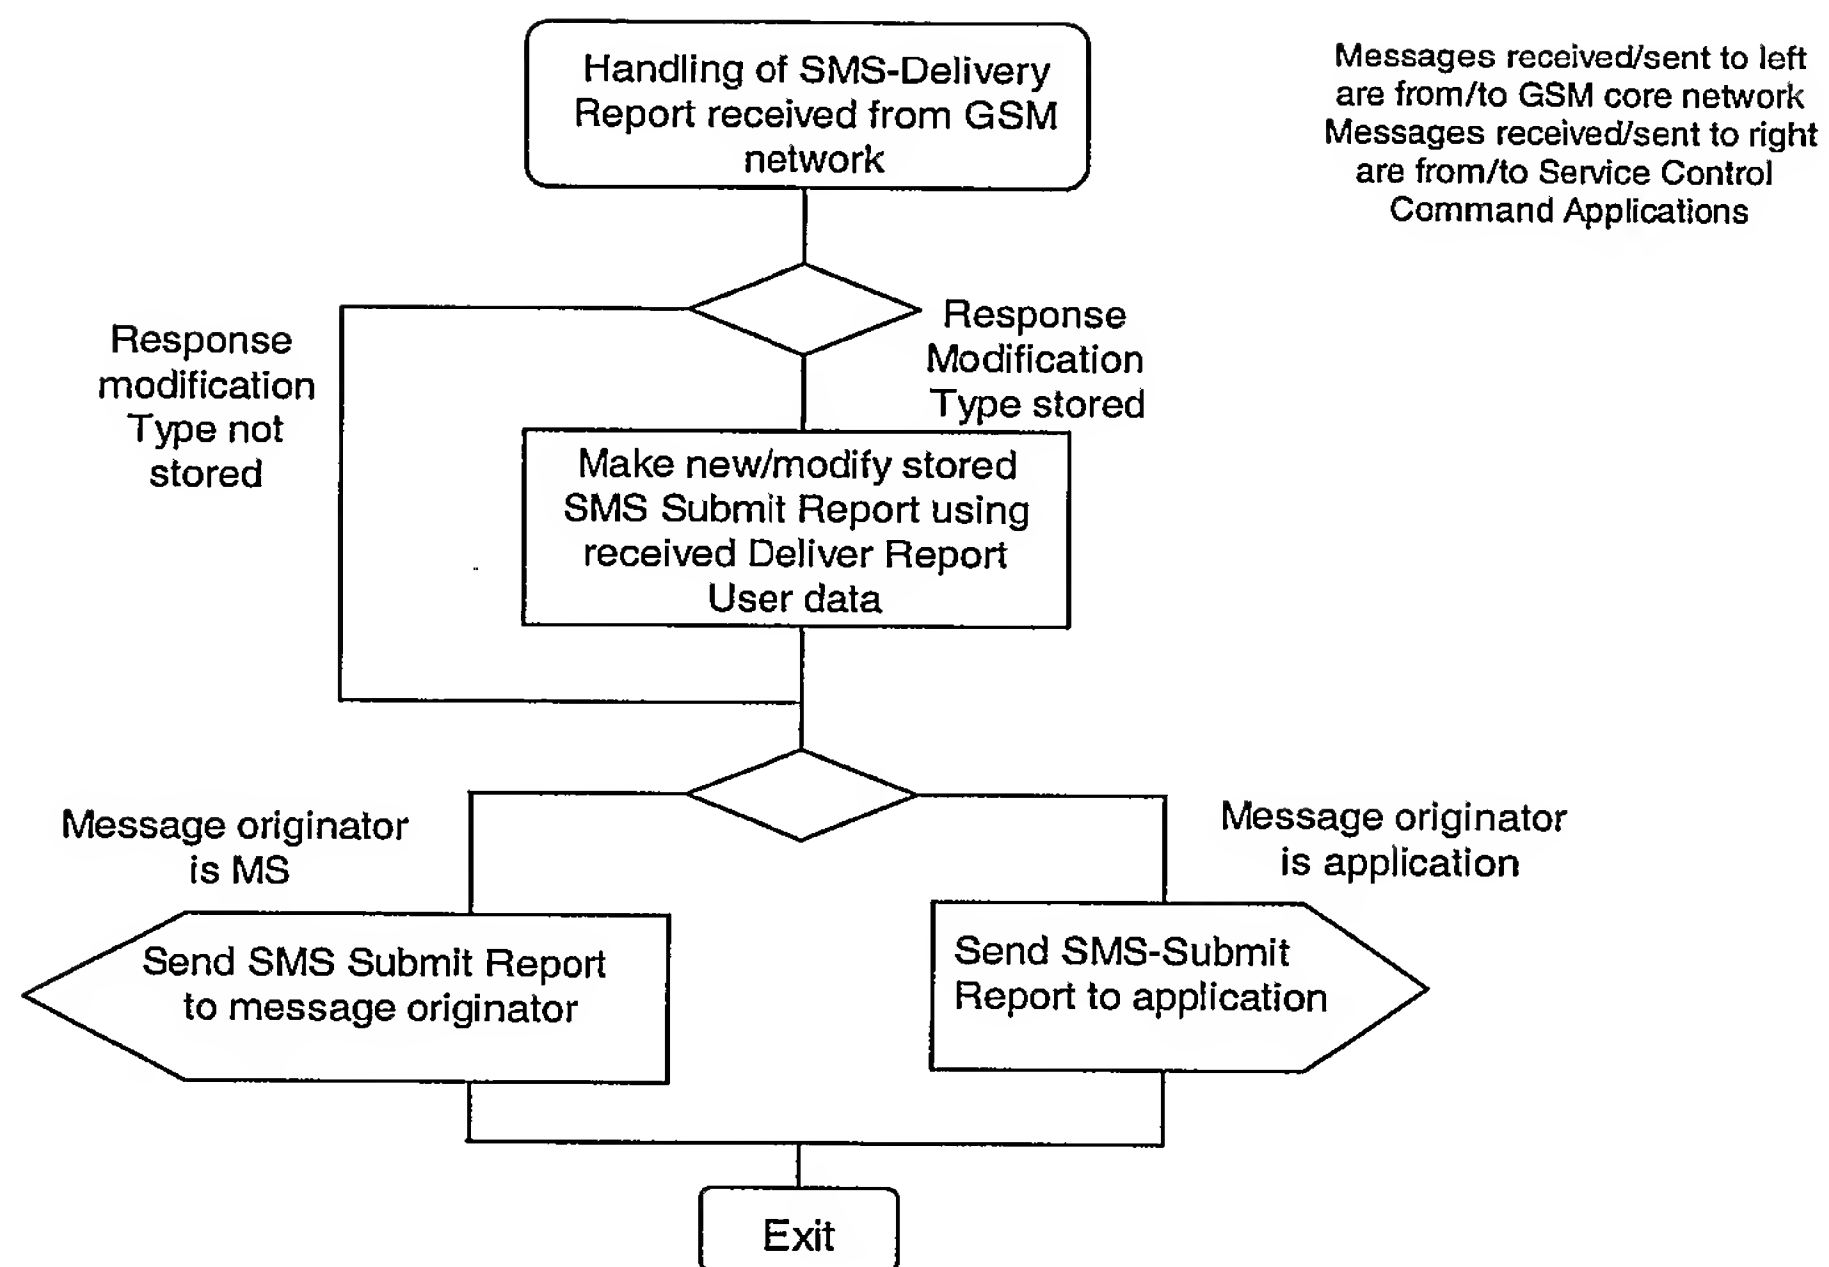 Handling of SMS-Delivery
Report received from GSM
network
Messages received/sent to left
are from/to GSM core network
Messages received/sent to right
are from/to Service Control
Command Applications
Response
modification
Type not
stored
Response
Modification
Type stored
Make new/modify stored
SMS Submit Report using
received Deliver Report
User data
Message originator
is MS
Message originator
is application
Send SMS Submit Report
to message originator
Send SMS-Submit
Report to application
Exit